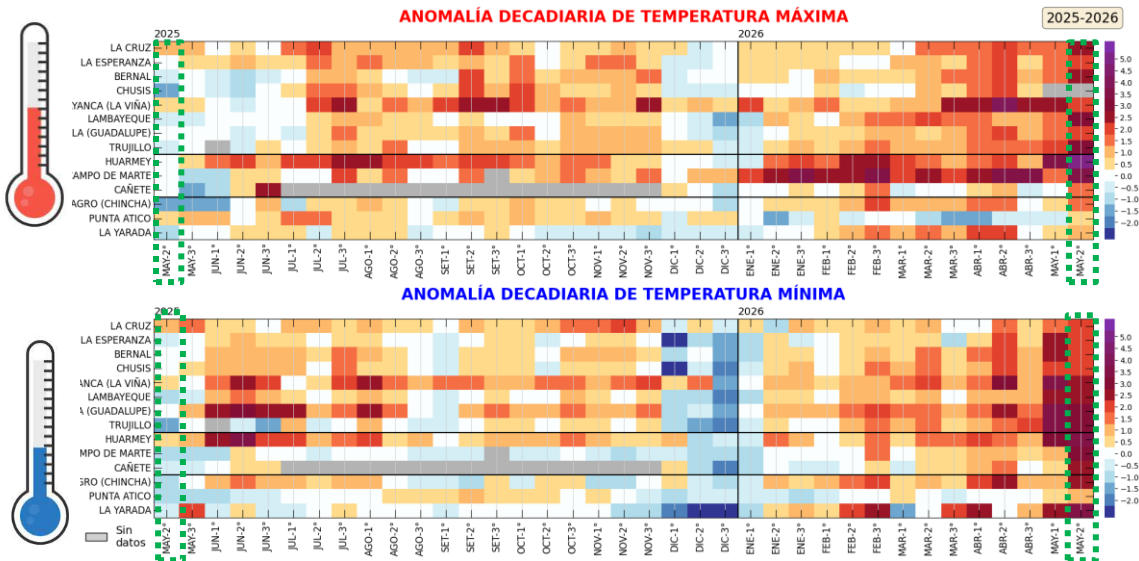 ANOMALÍA DECADIARIA DE TEMPERATURA MÁXIMA
2025-2026
2025
2026
LA CRUZ
LA ESPERANZA
BERNAL
CHUSIS
YANCA (LA VIÑA)
LAMBAYEQUE
LA (GUADALUPE)
TRUJILLO
HUARMEY
AMPO DE MARTE
CAÑETE
AGRO (CHINCHA)
PUNTA ATICO
LA YARADA
5.0
4.5
4.0
3.5
3.0
2.5
2.0
1.5
1.0
0.5
0.0
−0.5
−1.0
−1.5
−2.0
MAY-2°
MAY-3°
JUN-1°
JUN-2°
JUN-3°
JUL-1°
JUL-2°
JUL-3°
AGO-1°
AGO-2°
AGO-3°
SET-1°
SET-2°
SET-3°
OCT-1°
OCT-2°
OCT-3°
NOV-1°
NOV-2°
NOV-3°
DIC-1°
DIC-2°
DIC-3°
ENE-1°
ENE-2°
ENE-3°
FEB-1°
FEB-2°
FEB-3°
MAR-1°
MAR-2°
MAR-3°
ABR-1°
ABR-2°
ABR-3°
MAY-1°
MAY-2°
ANOMALÍA DECADIARIA DE TEMPERATURA MÍNIMA
2025
2026
LA CRUZ
LA ESPERANZA
BERNAL
CHUSIS
ANCA (LA VIÑA)
LAMBAYEQUE
A (GUADALUPE)
TRUJILLO
HUARMEY
MPO DE MARTE
CAÑETE
GRO (CHINCHA)
PUNTA ATICO
LA YARADA
5.0
4.5
4.0
3.5
3.0
2.5
2.0
1.5
1.0
0.5
0.0
−0.5
−1.0
−1.5
−2.0
Sin
datos
MAY-2°
MAY-3°
JUN-1°
JUN-2°
JUN-3°
JUL-1°
JUL-2°
JUL-3°
AGO-1°
AGO-2°
AGO-3°
SET-1°
SET-2°
SET-3°
OCT-1°
OCT-2°
OCT-3°
NOV-1°
NOV-2°
NOV-3°
DIC-1°
DIC-2°
DIC-3°
ENE-1°
ENE-2°
ENE-3°
FEB-1°
FEB-2°
FEB-3°
MAR-1°
MAR-2°
MAR-3°
ABR-1°
ABR-2°
ABR-3°
MAY-1°
MAY-2°